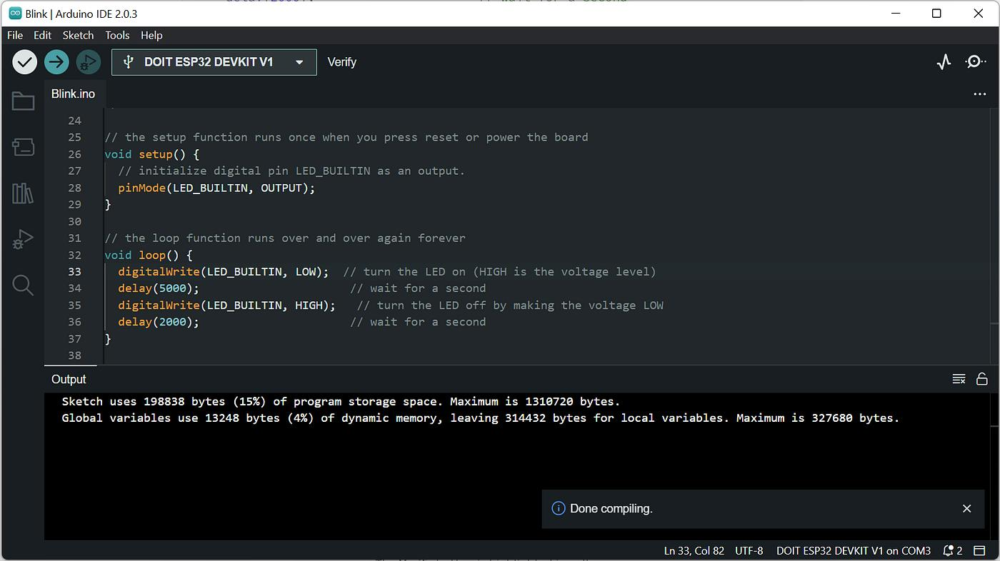 Blink | Arduino IDE 2.0.3
File Edit Sketch Tools Help
DOIT ESP32 DEVKIT V1 Verify
Blink.ino
24
25 // the setup function runs once when you press reset or power the board
26 void setup() {
27 // initialize digital pin LED_BUILTIN as an output.
28 pinMode(LED_BUILTIN, OUTPUT);
29 }
30
31 // the loop function runs over and over again forever
32 void loop() {
33 digitalWrite(LED_BUILTIN, LOW); // turn the LED on (HIGH is the voltage level)
34 delay(5000); // wait for a second
35 digitalWrite(LED_BUILTIN, HIGH); // turn the LED off by making the voltage LOW
36 delay(2000); // wait for a second
37 }
38
Output
Sketch uses 198838 bytes (15%) of program storage space. Maximum is 1310720 bytes.
Global variables use 13248 bytes (4%) of dynamic memory, leaving 314432 bytes for local variables. Maximum is 327680 bytes.
Done compiling.
Ln 33, Col 82 UTF-8 DOIT ESP32 DEVKIT V1 on COM3 2